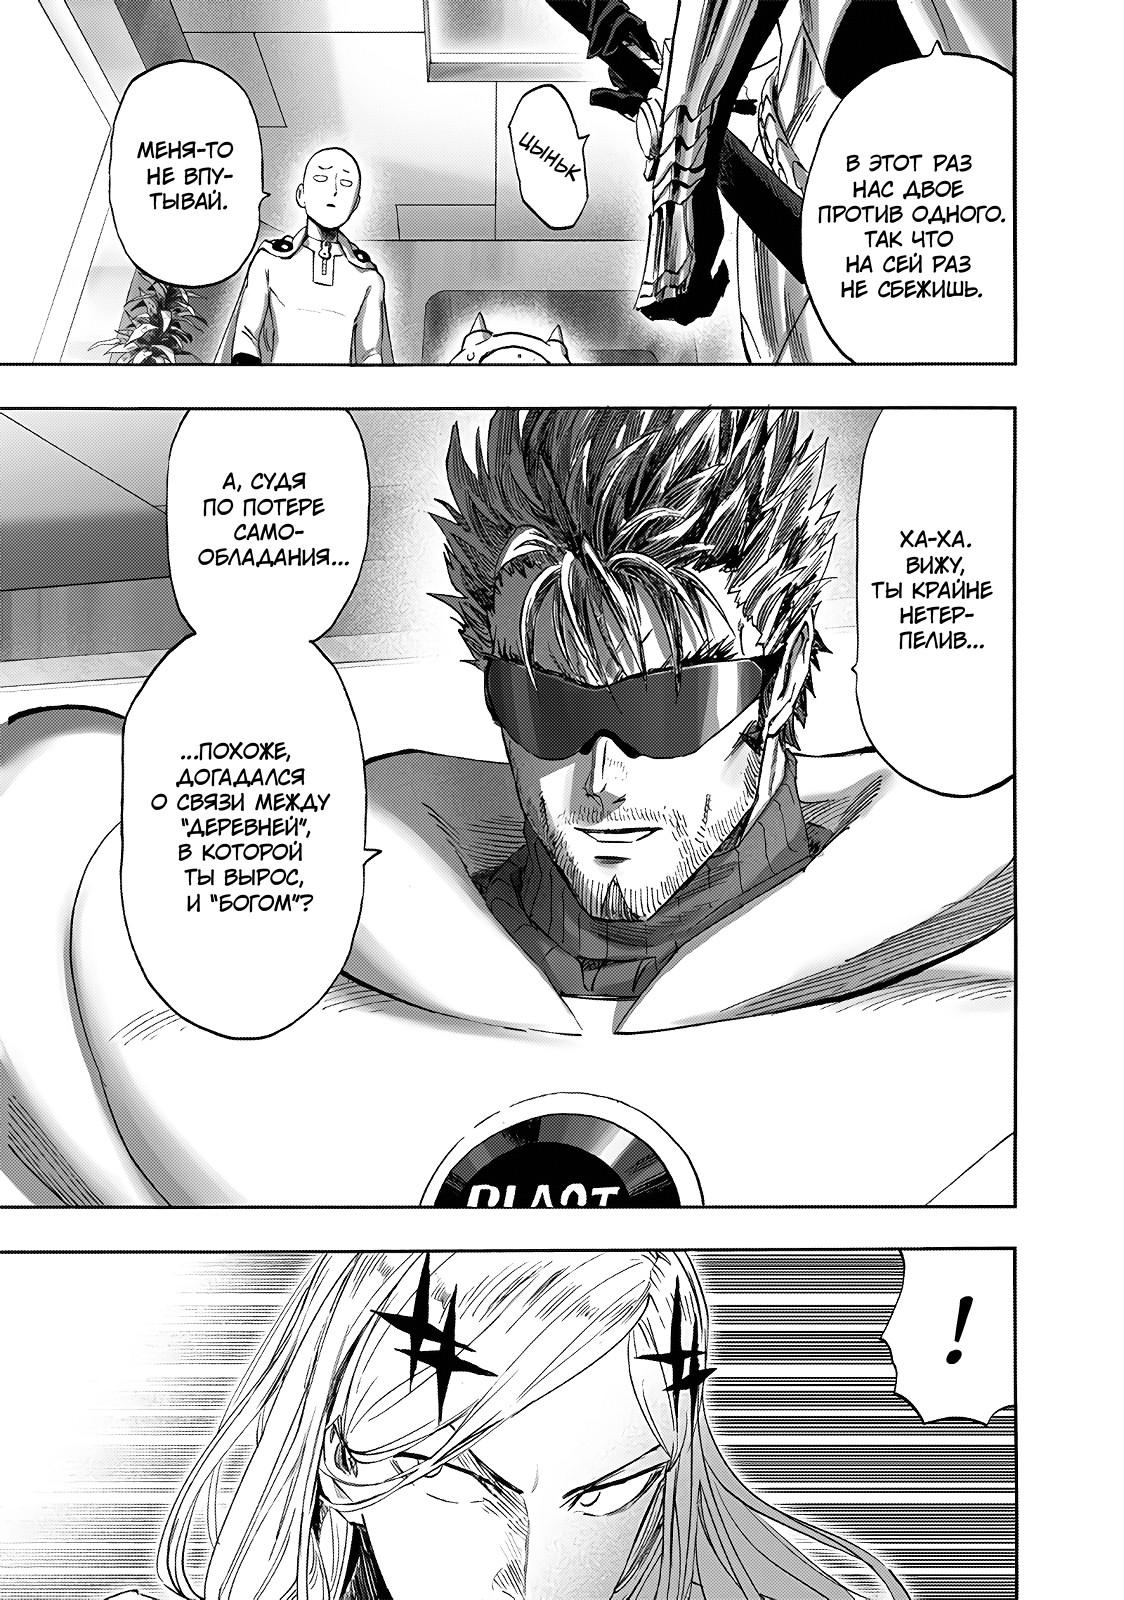 В ЭТОТ РАЗ
НАС ДВОЕ
ПРОТИВ ОДНОГО.
ТАК ЧТО
НА СЕЙ РАЗ
НЕ СБЕЖИШЬ.
ЦЫНЬК
МЕНЯ-ТО
НЕ ВПУ-
ТЫВАЙ.
ХА-ХА.
ВИЖУ,
ТЫ КРАЙНЕ
НЕТЕР-
ПЕЛИВ...
А, СУДЯ
ПО ПОТЕРЕ
САМО-
ОБЛАДАНИЯ...
...ПОХОЖЕ,
ДОГАДАЛСЯ
О СВЯЗИ МЕЖДУ
"ДЕРЕВНЕЙ",
В КОТОРОЙ
ТЫ ВЫРОС,
И "БОГОМ"?
BLAST
!